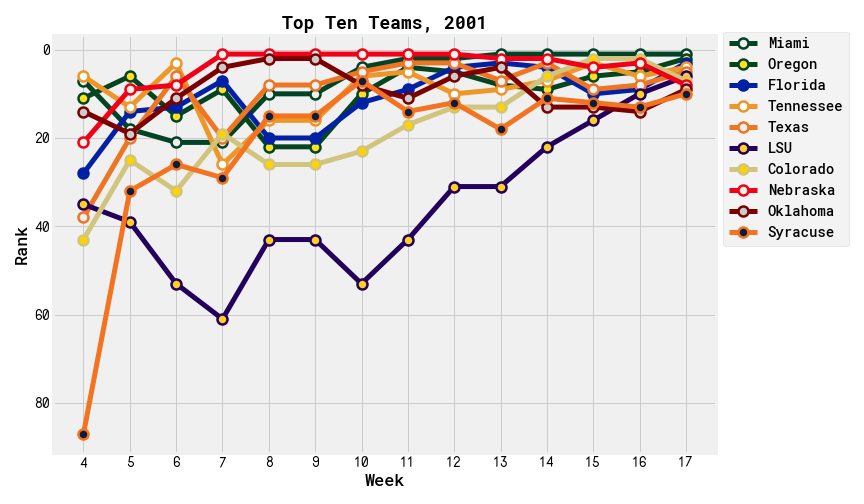 Top Ten Teams, 2001
Miami
Oregon
Florida
Tennessee
Texas
LSU
Colorado
Nebraska
Oklahoma
Syracuse
0
20
40
60
80
Rank
4 5 6 7 8 9 10 11 12 13 14 15 16 17
Week